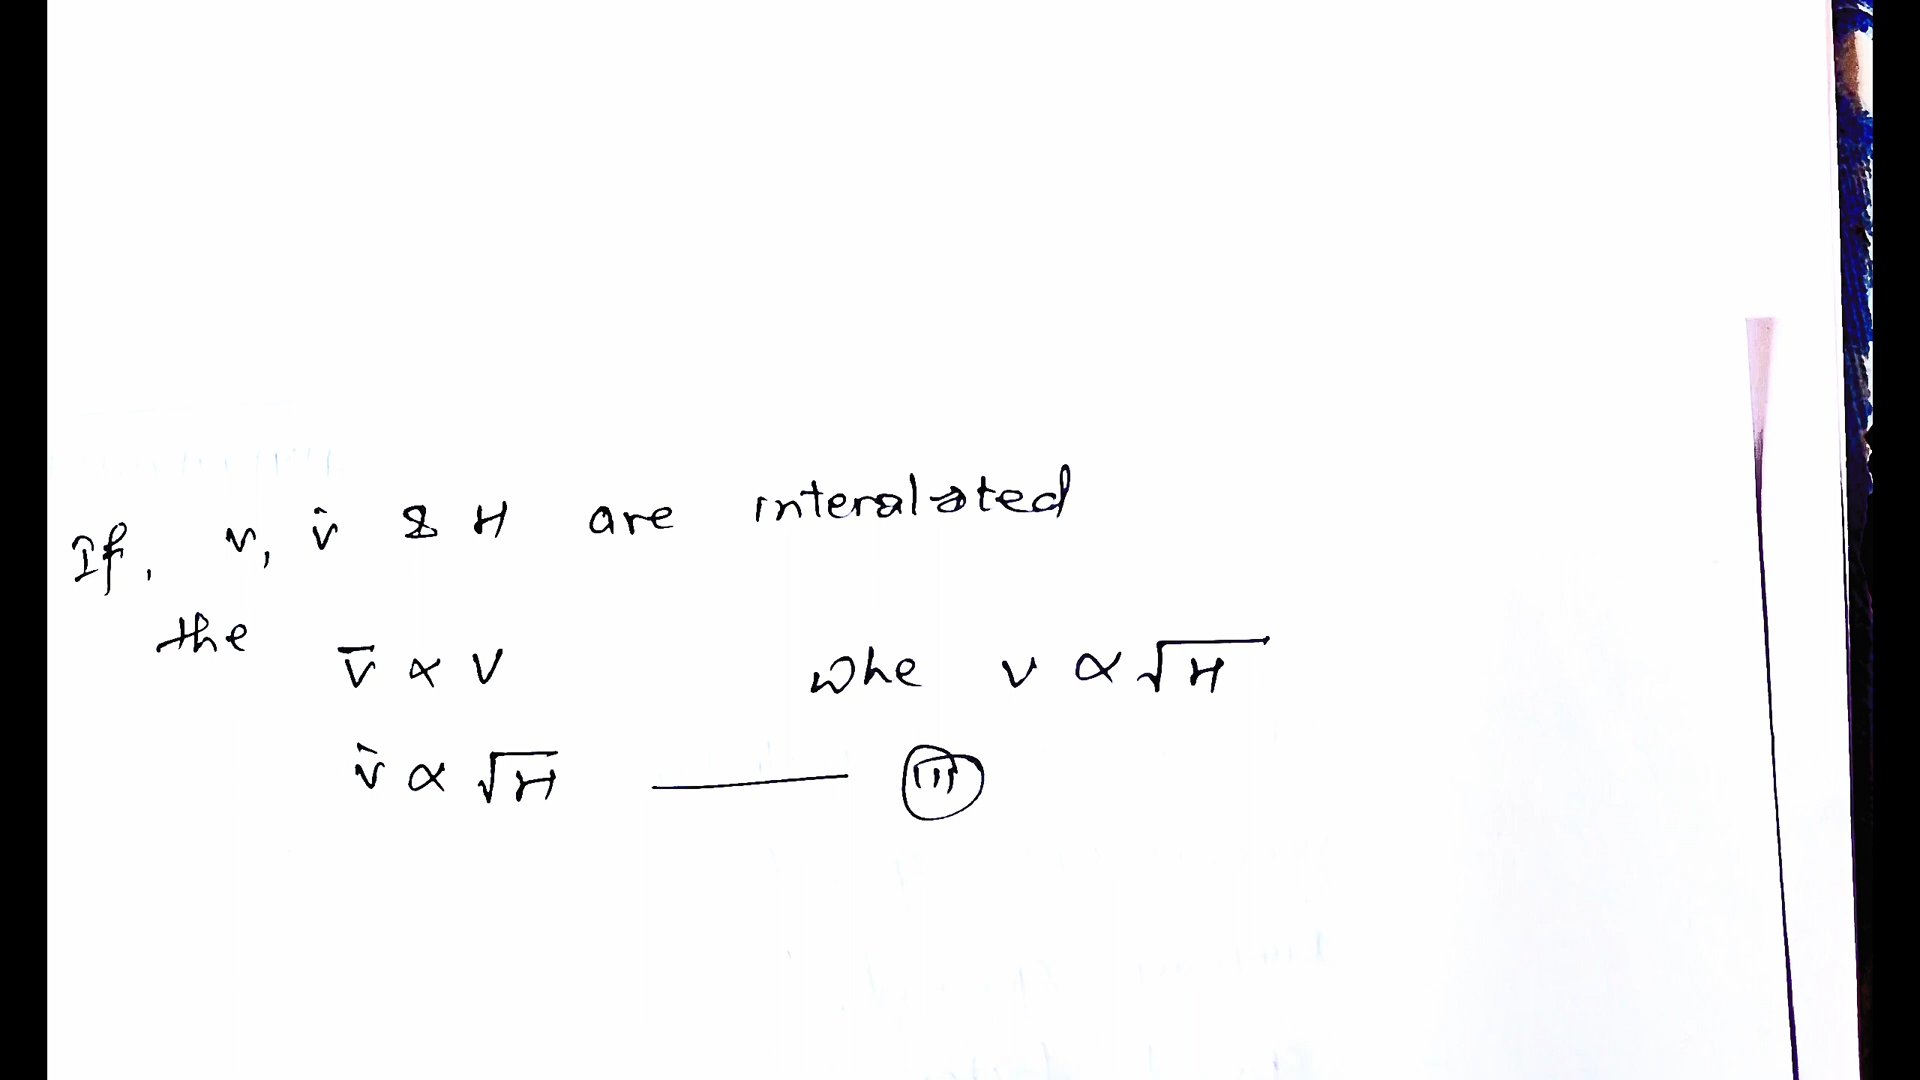 If, v, v̂ & H are interalated
the
v̅ ∝ V whe v ∝ √H
v̂ ∝ √H —— (III)